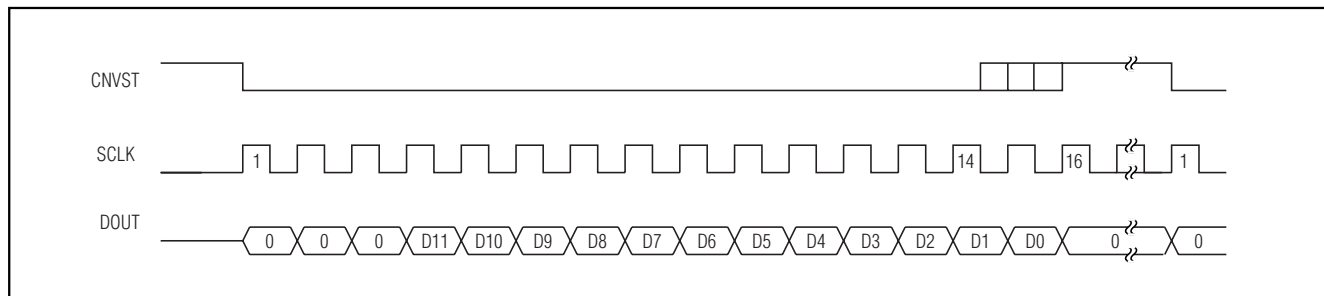 CNVST
SCLK 1 14 16 1
DOUT 0 0 0 D11 D10 D9 D8 D7 D6 D5 D4 D3 D2 D1 D0 0 0